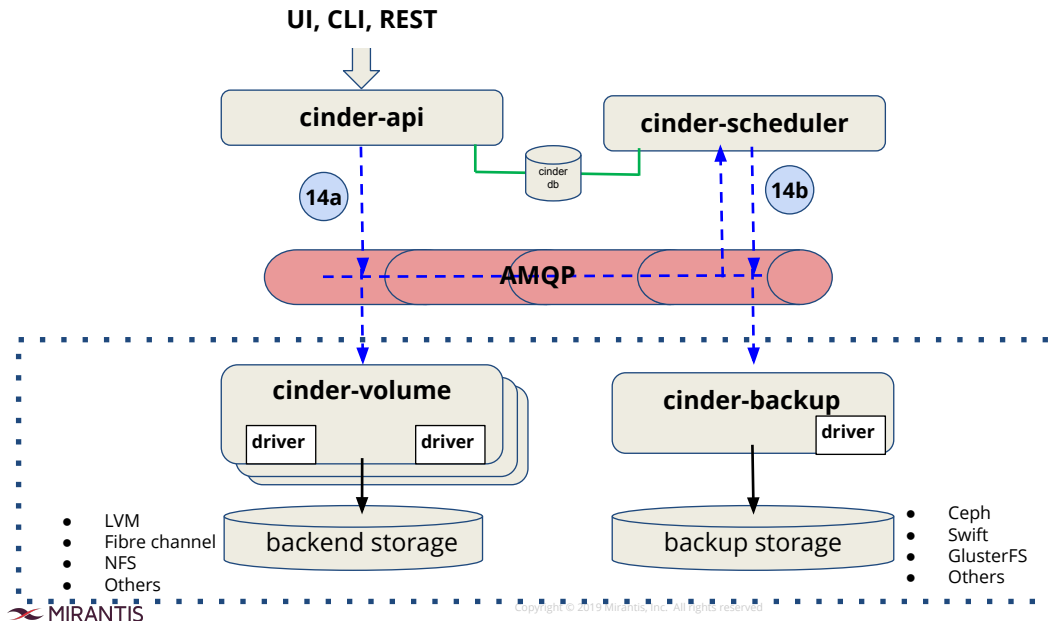 UI, CLI, REST
cinder-api
cinder-scheduler
cinder
db
14a
14b
AMQP
cinder-volume
driver
driver
cinder-backup
driver
backend storage
backup storage
● LVM
● Fibre channel
● NFS
● Others
● Ceph
● Swift
● GlusterFS
● Others
MIRANTIS
Copyright © 2019 Mirantis, Inc. All rights reserved